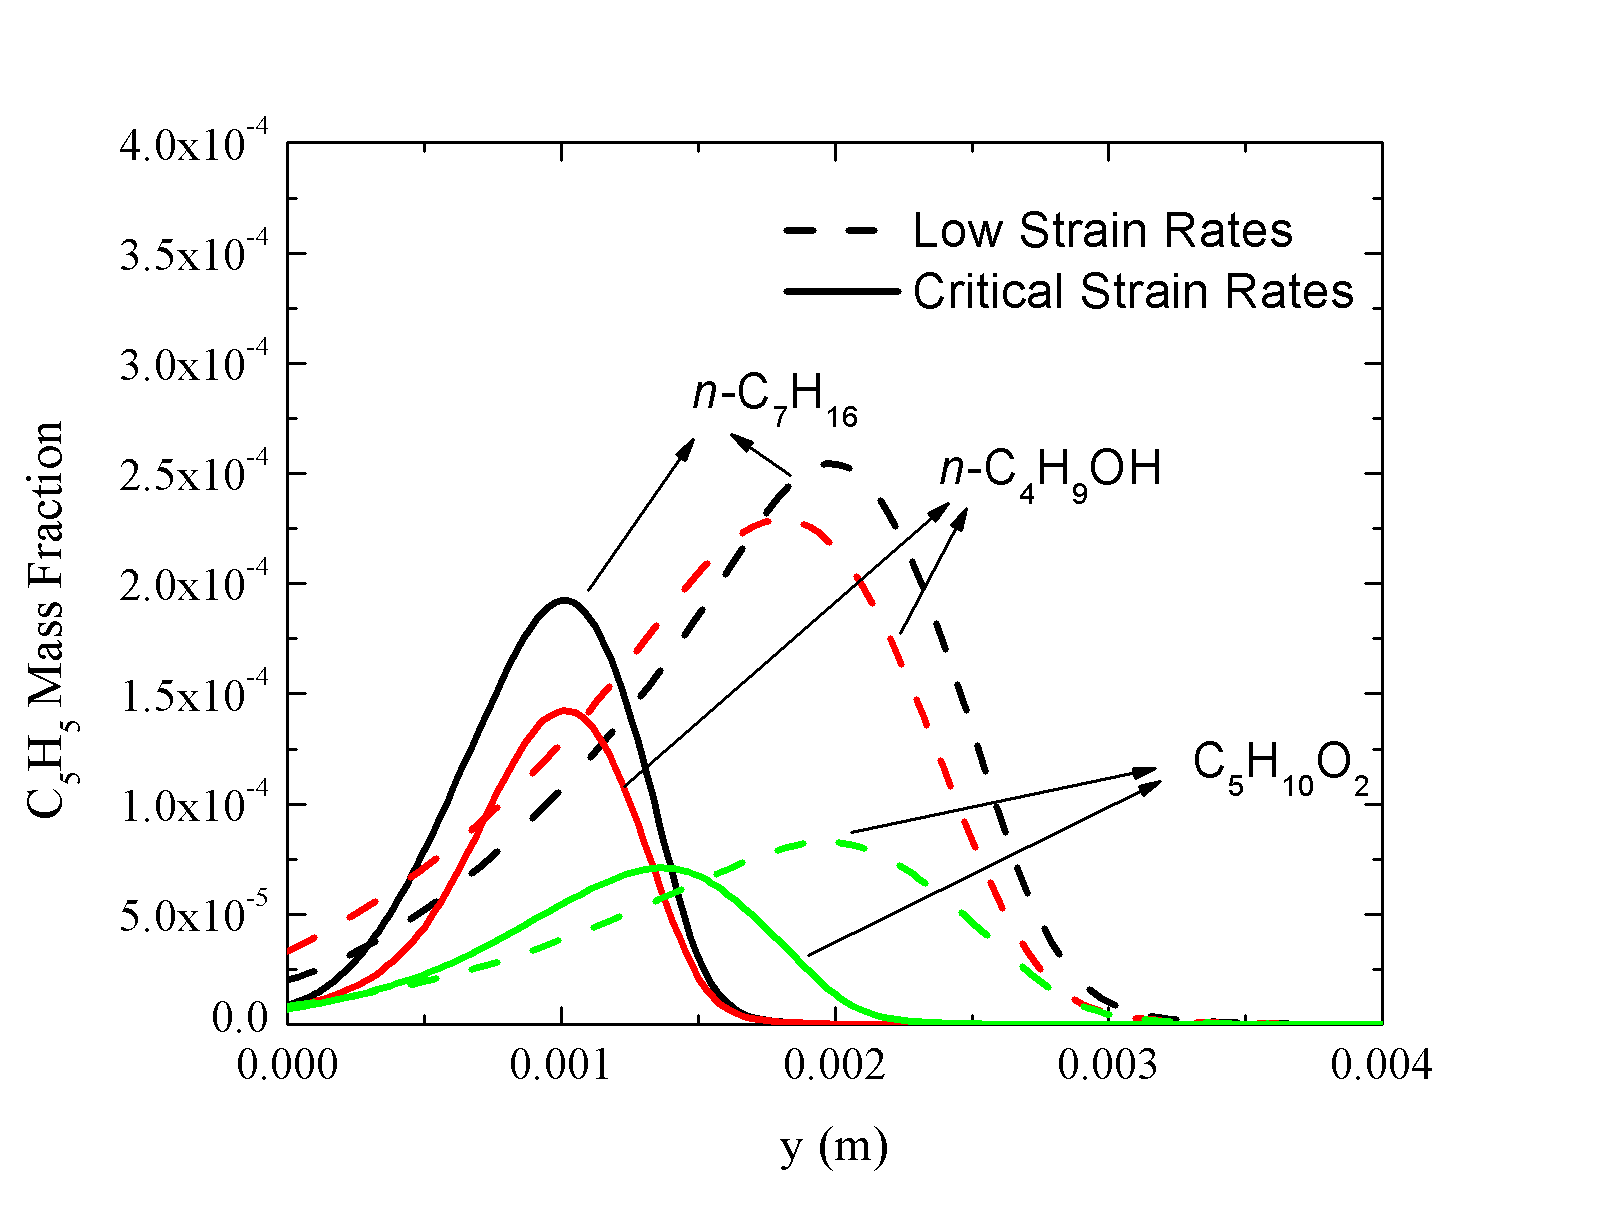 4.0x10⁻⁴
3.5x10⁻⁴
3.0x10⁻⁴
2.5x10⁻⁴
2.0x10⁻⁴
1.5x10⁻⁴
1.0x10⁻⁴
5.0x10⁻⁵
0.0
C₅H₅ Mass Fraction
Low Strain Rates
Critical Strain Rates
n-C₇H₁₆
n-C₄H₉OH
C₅H₁₀O₂
0.000 0.001 0.002 0.003 0.004
y (m)